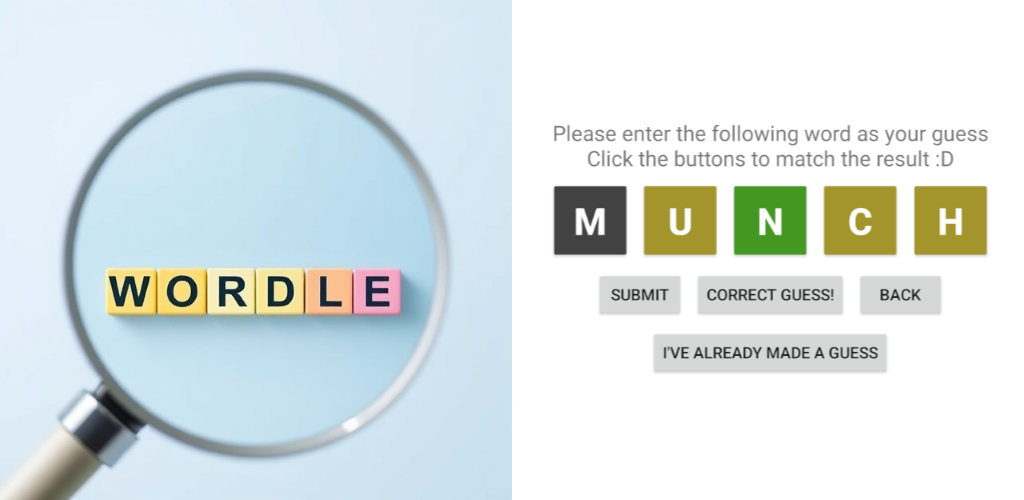 WORDLE
Please enter the following word as your guess
Click the buttons to match the result :D
M U N C H
SUBMIT CORRECT GUESS! BACK
I'VE ALREADY MADE A GUESS